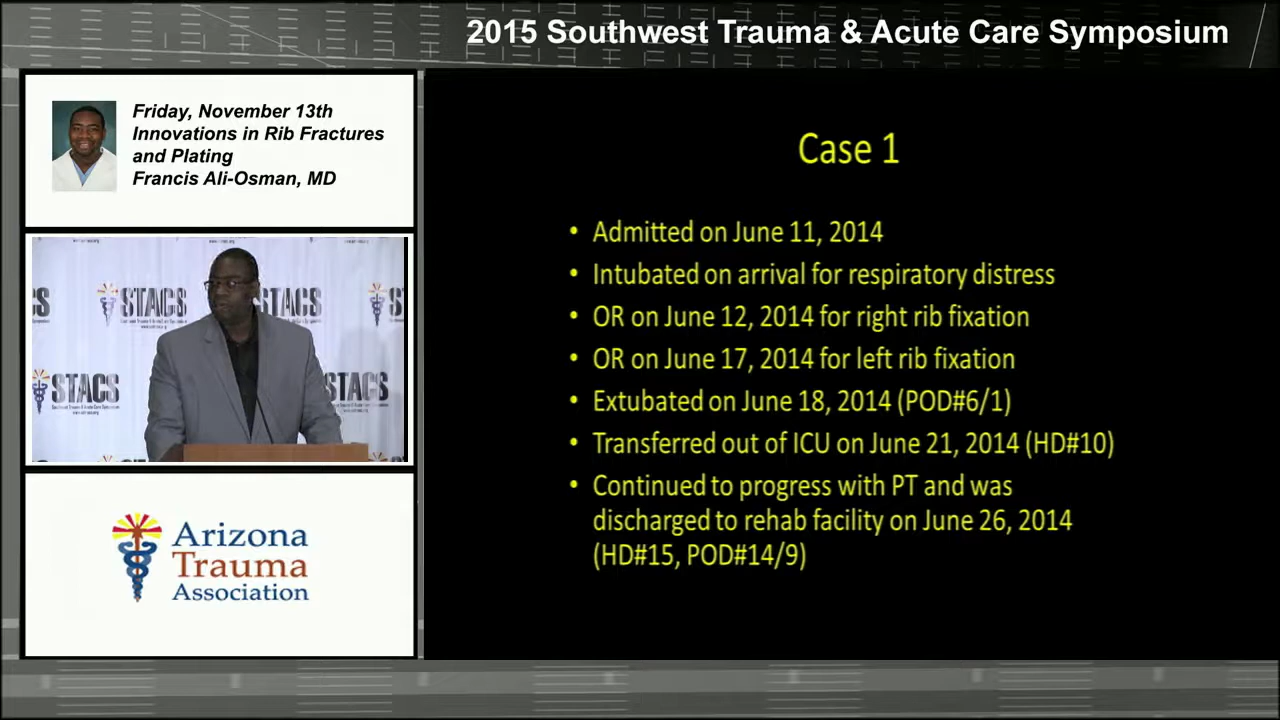 2015 Southwest Trauma & Acute Care Symposium
Friday, November 13th
Innovations in Rib Fractures
and Plating
Francis Ali-Osman, MD
STACS
STACS
STACS
STACS
Arizona
Trauma
Association
Case 1
• Admitted on June 11, 2014
• Intubated on arrival for respiratory distress
• OR on June 12, 2014 for right rib fixation
• OR on June 17, 2014 for left rib fixation
• Extubated on June 18, 2014 (POD#6/1)
• Transferred out of ICU on June 21, 2014 (HD#10)
• Continued to progress with PT and was
discharged to rehab facility on June 26, 2014
(HD#15, POD#14/9)